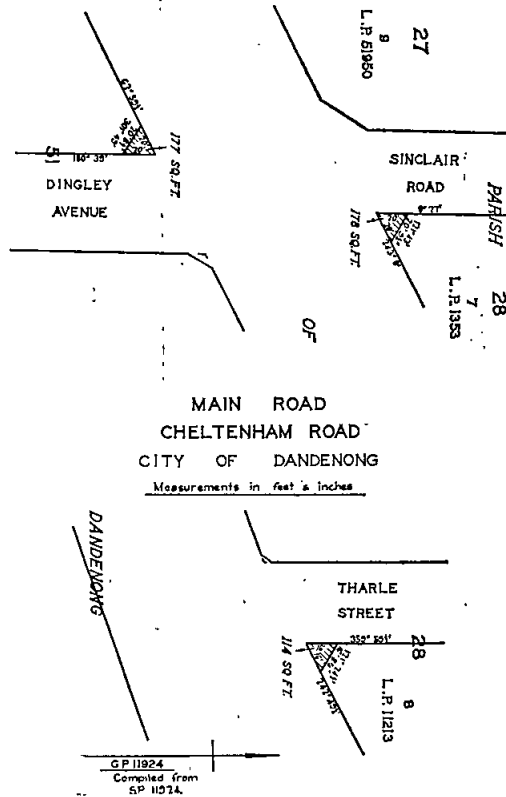 27
9
L.P. 51950
177 SQ.FT.
51
DINGLEY
AVENUE
SINCLAIR
ROAD
PARISH
178 SQ.FT.
28
7
L.P. 1353
OF
MAIN ROAD
CHELTENHAM ROAD
CITY OF DANDENONG
Measurements in feet & inches
DANDENONG
THARLE
STREET
28
114 SQ FT.
8
L.P. 11213
G P 11924
Compiled from
SP 11924.